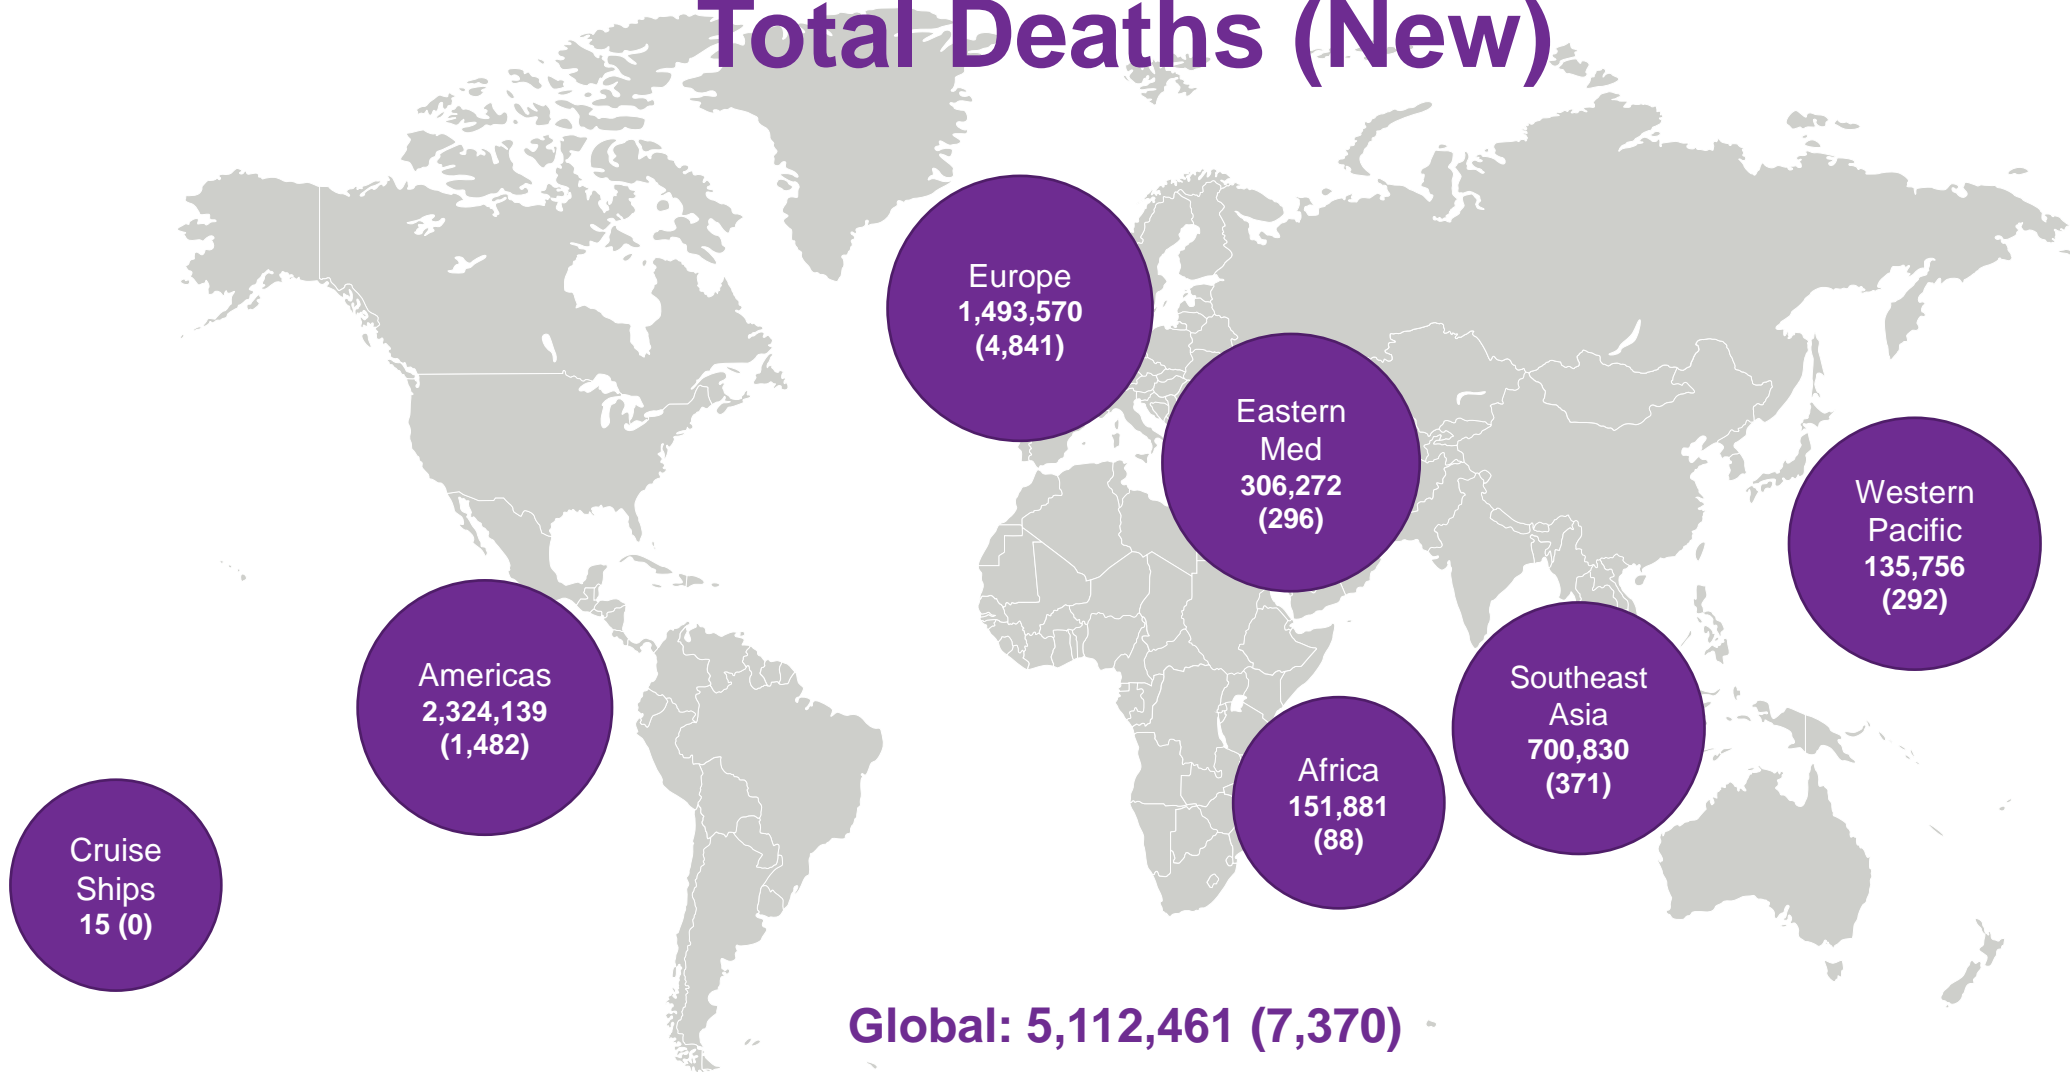 Total Deaths (New)
Europe
1,493,570
(4,841)
Eastern
Med
306,272
(296)
Western
Pacific
135,756
(292)
Americas
2,324,139
(1,482)
Southeast
Asia
700,830
(371)
Africa
151,881
(88)
Cruise
Ships
15 (0)
Global: 5,112,461 (7,370)